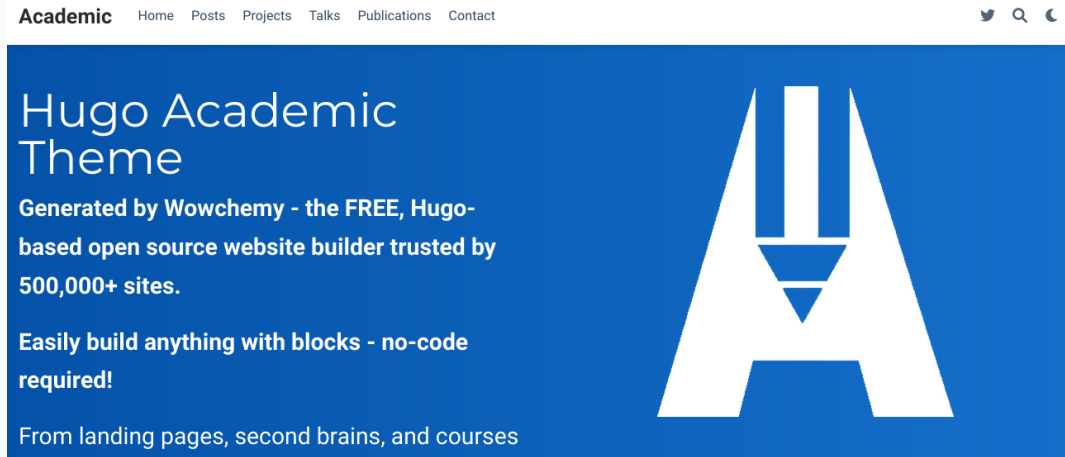 Academic Home Posts Projects Talks Publications Contact
Hugo Academic
Theme
Generated by Wowchemy - the FREE, Hugo-
based open source website builder trusted by
500,000+ sites.
Easily build anything with blocks - no-code
required!
From landing pages, second brains, and courses